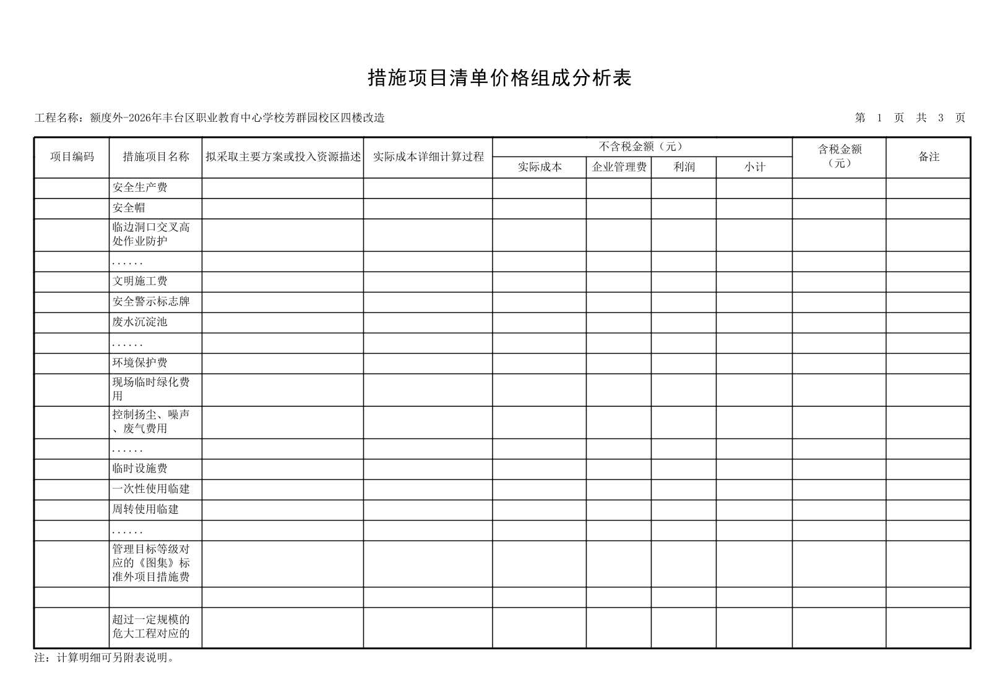 措施项目清单价格组成分析表
工程名称：额度外-2026年丰台区职业教育中心学校芳群园校区四楼改造
第 1 页 共 3 页
项目编码 措施项目名称 拟采取主要方案或投入资源描述 实际成本详细计算过程 不含税金额（元） 含税金额
（元） 备注
实际成本 企业管理费 利润 小计
安全生产费
安全帽
临边洞口交叉高
处作业防护
......
文明施工费
安全警示标志牌
废水沉淀池
......
环境保护费
现场临时绿化费
用
控制扬尘、噪声
、废气费用
......
临时设施费
一次性使用临建
周转使用临建
......
管理目标等级对
应的《图集》标
准外项目措施费
超过一定规模的
危大工程对应的
注：计算明细可另附表说明。